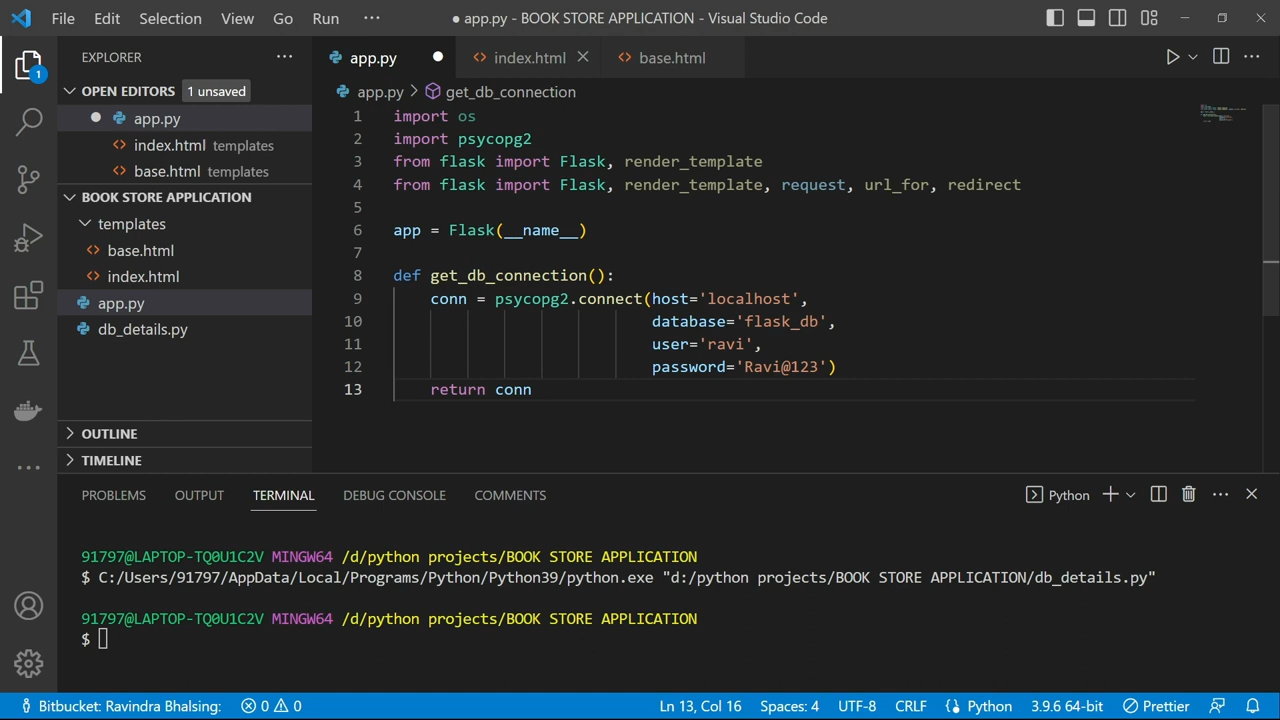 File Edit Selection View Go Run ··· ● app.py - BOOK STORE APPLICATION - Visual Studio Code
EXPLORER ···
1
OPEN EDITORS 1 unsaved
● app.py
index.html templates
base.html templates
BOOK STORE APPLICATION
templates
base.html
index.html
app.py
db_details.py
OUTLINE
TIMELINE
app.py ● index.html × base.html
app.py > get_db_connection
1 import os
2 import psycopg2
3 from flask import Flask, render_template
4 from flask import Flask, render_template, request, url_for, redirect
5
6 app = Flask(__name__)
7
8 def get_db_connection():
9 conn = psycopg2.connect(host='localhost',
10 database='flask_db',
11 user='ravi',
12 password='Ravi@123')
13 return conn
PROBLEMS OUTPUT TERMINAL DEBUG CONSOLE COMMENTS Python
91797@LAPTOP-TQ0U1C2V MINGW64 /d/python projects/BOOK STORE APPLICATION
$ C:/Users/91797/AppData/Local/Programs/Python/Python39/python.exe "d:/python projects/BOOK STORE APPLICATION/db_details.py"
91797@LAPTOP-TQ0U1C2V MINGW64 /d/python projects/BOOK STORE APPLICATION
$
Bitbucket: Ravindra Bhalsing: 0 0 Ln 13, Col 16 Spaces: 4 UTF-8 CRLF Python 3.9.6 64-bit Prettier